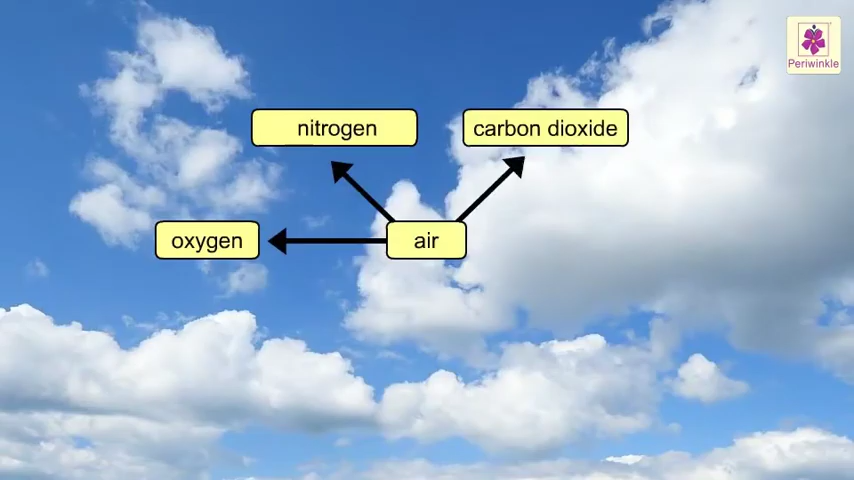 Periwinkle
nitrogen
carbon dioxide
oxygen
air